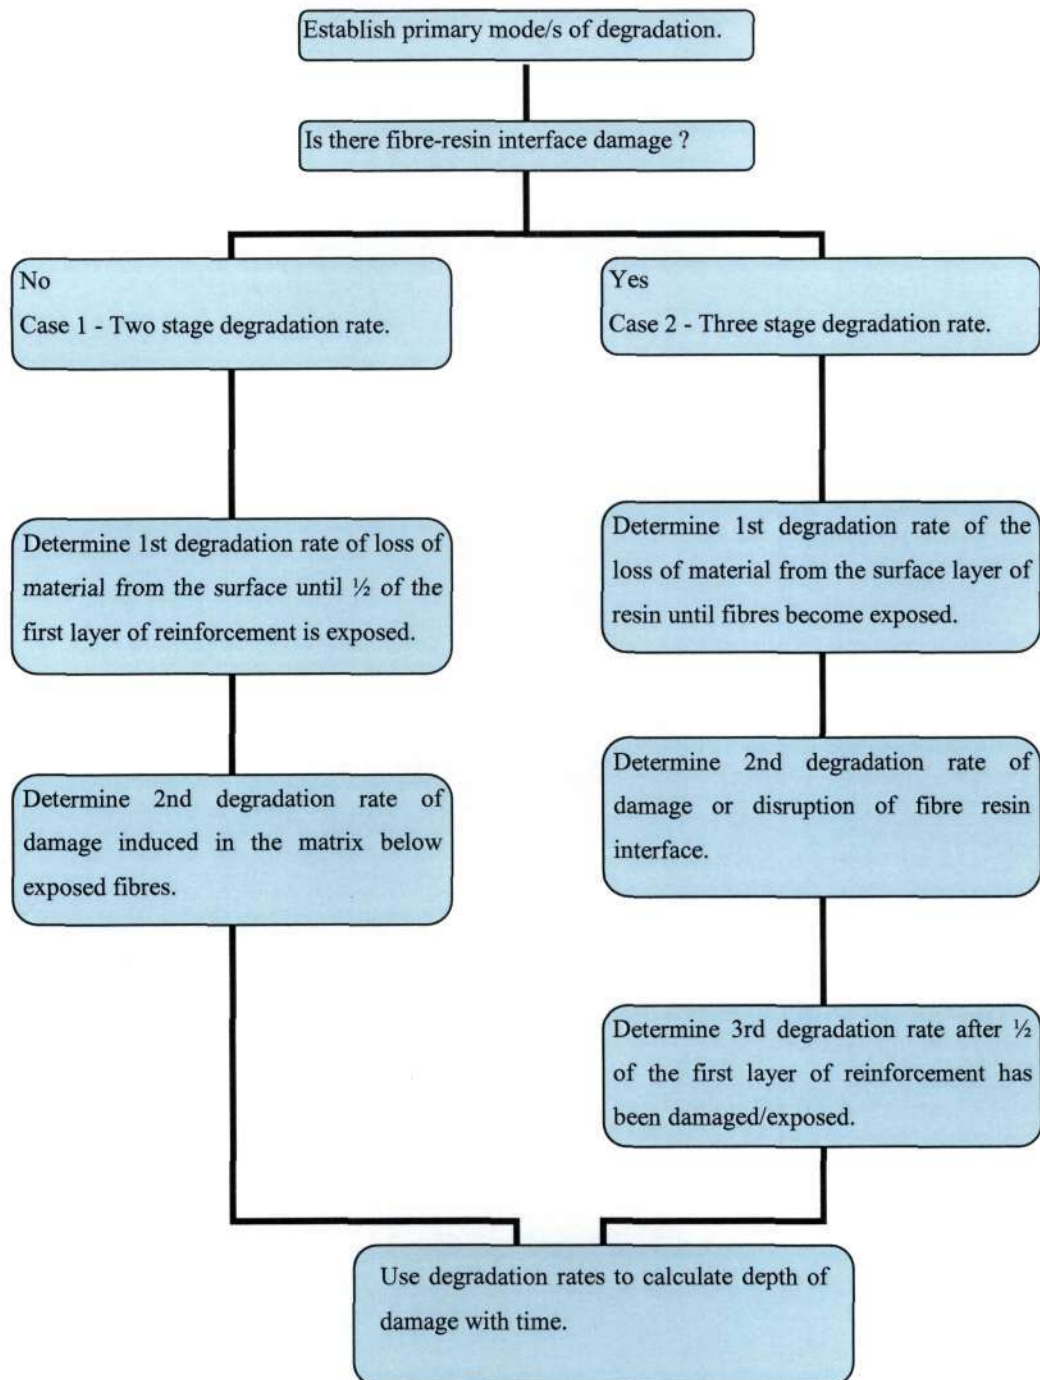 Establish primary mode/s of degradation.
Is there fibre-resin interface damage ?
No
Case 1 - Two stage degradation rate.
Yes
Case 2 - Three stage degradation rate.
Determine 1st degradation rate of loss of
material from the surface until ½ of the
first layer of reinforcement is exposed.
Determine 1st degradation rate of the
loss of material from the surface layer of
resin until fibres become exposed.
Determine 2nd degradation rate of
damage induced in the matrix below
exposed fibres.
Determine 2nd degradation rate of
damage or disruption of fibre resin
interface.
Determine 3rd degradation rate after ½
of the first layer of reinforcement has
been damaged/exposed.
Use degradation rates to calculate depth of
damage with time.